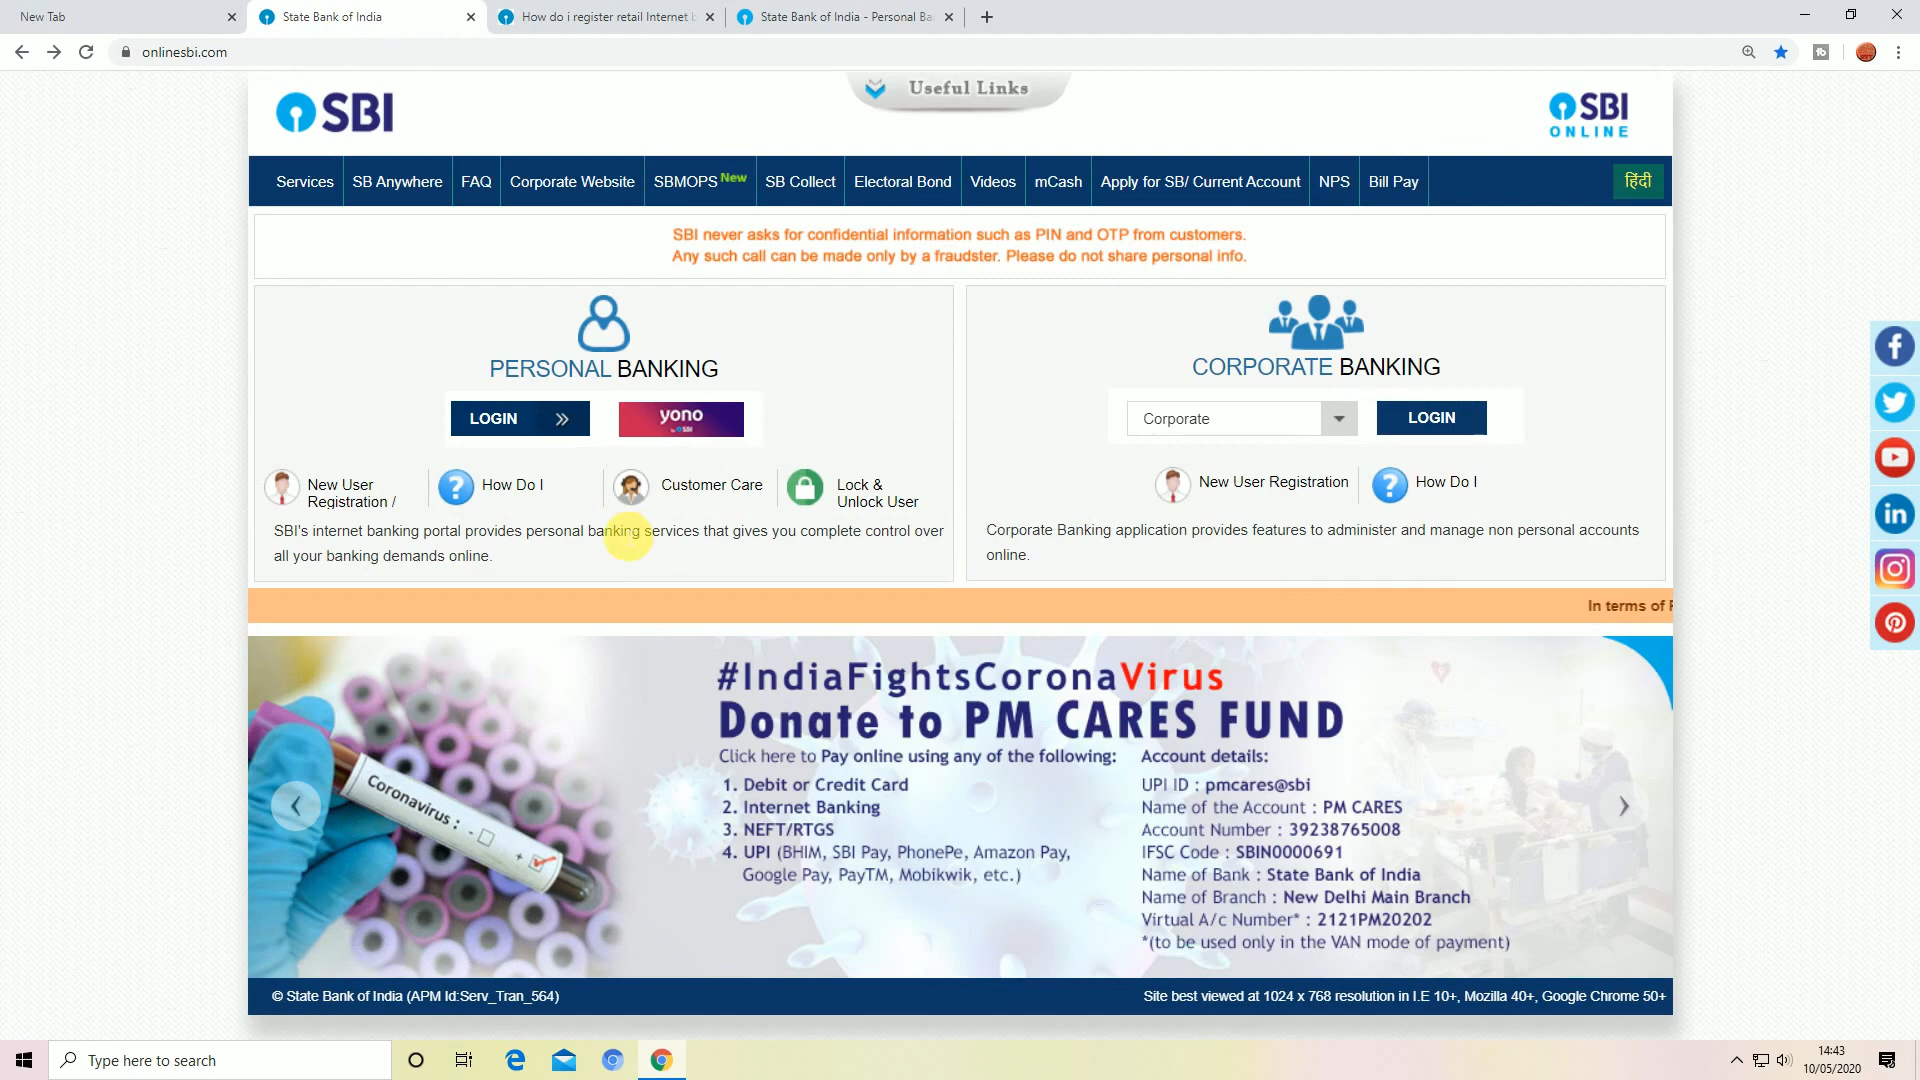 New Tab
State Bank of India
How do i register retail Internet b
State Bank of India - Personal Ba
onlinesbi.com
tb
Useful Links
SBI
SBI
ONLINE
Services SB Anywhere FAQ Corporate Website SBMOPS New SB Collect Electoral Bond Videos mCash Apply for SB/ Current Account NPS Bill Pay हिंदी
SBI never asks for confidential information such as PIN and OTP from customers.
Any such call can be made only by a fraudster. Please do not share personal info.
PERSONAL BANKING
LOGIN
yono
by SBI
New User
Registration /
How Do I
Customer Care
Lock &
Unlock User
SBI's internet banking portal provides personal banking services that gives you complete control over
all your banking demands online.
CORPORATE BANKING
Corporate
LOGIN
New User Registration
How Do I
Corporate Banking application provides features to administer and manage non personal accounts
online.
In terms of
#IndiaFightsCoronaVirus
Donate to PM CARES FUND
Click here to Pay online using any of the following:
1. Debit or Credit Card
2. Internet Banking
3. NEFT/RTGS
4. UPI (BHIM, SBI Pay, PhonePe, Amazon Pay,
Google Pay, PayTM, Mobikwik, etc.)
Account details:
UPI ID : pmcares@sbi
Name of the Account : PM CARES
Account Number : 39238765008
IFSC Code : SBIN0000691
Name of Bank : State Bank of India
Name of Branch : New Delhi Main Branch
Virtual A/c Number* : 2121PM20202
*(to be used only in the VAN mode of payment)
Coronavirus : -
+
© State Bank of India (APM Id:Serv_Tran_564)
Site best viewed at 1024 x 768 resolution in I.E 10+, Mozilla 40+, Google Chrome 50+
Type here to search
14:43
10/05/2020